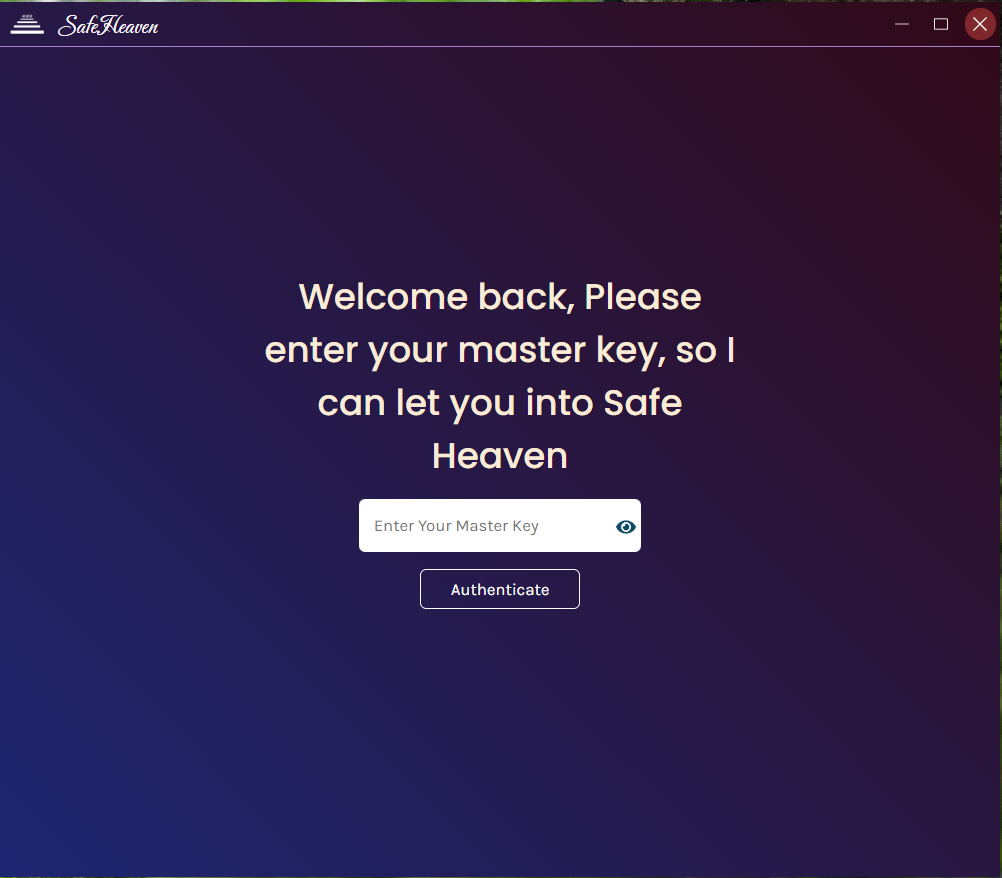 SafeHeaven
Welcome back, Please
enter your master key, so I
can let you into Safe
Heaven
Enter Your Master Key
Authenticate